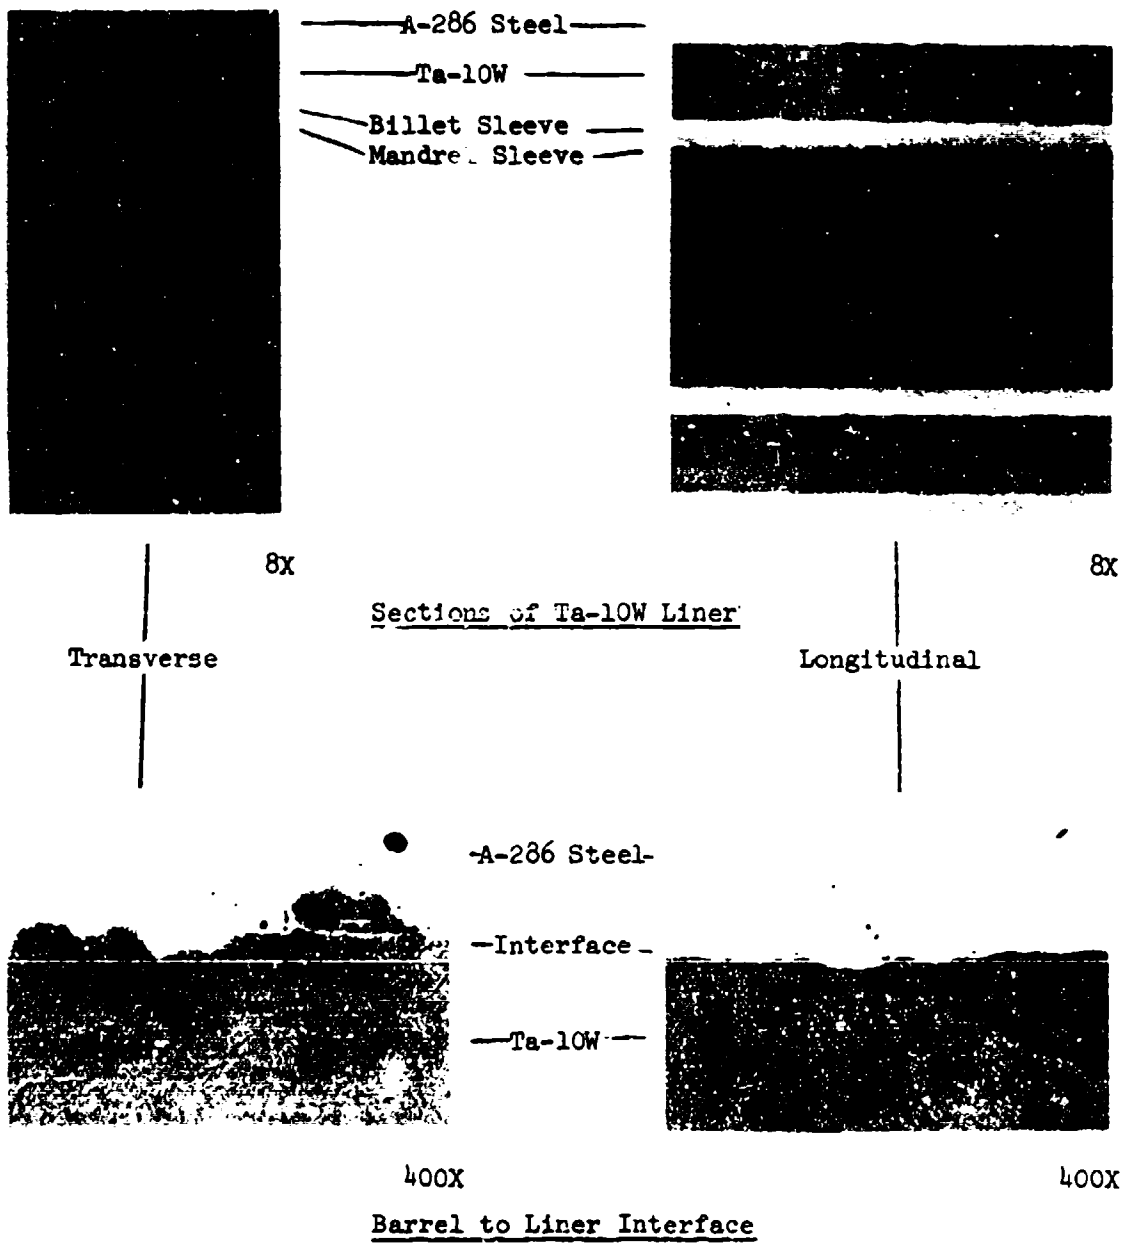 A-286 Steel
Ta-10W
Billet Sleeve
Mandrel Sleeve
8X
8X
Sections of Ta-10W Liner
Transverse
Longitudinal
A-286 Steel
Interface
Ta-10W
400X
400X
Barrel to Liner Interface